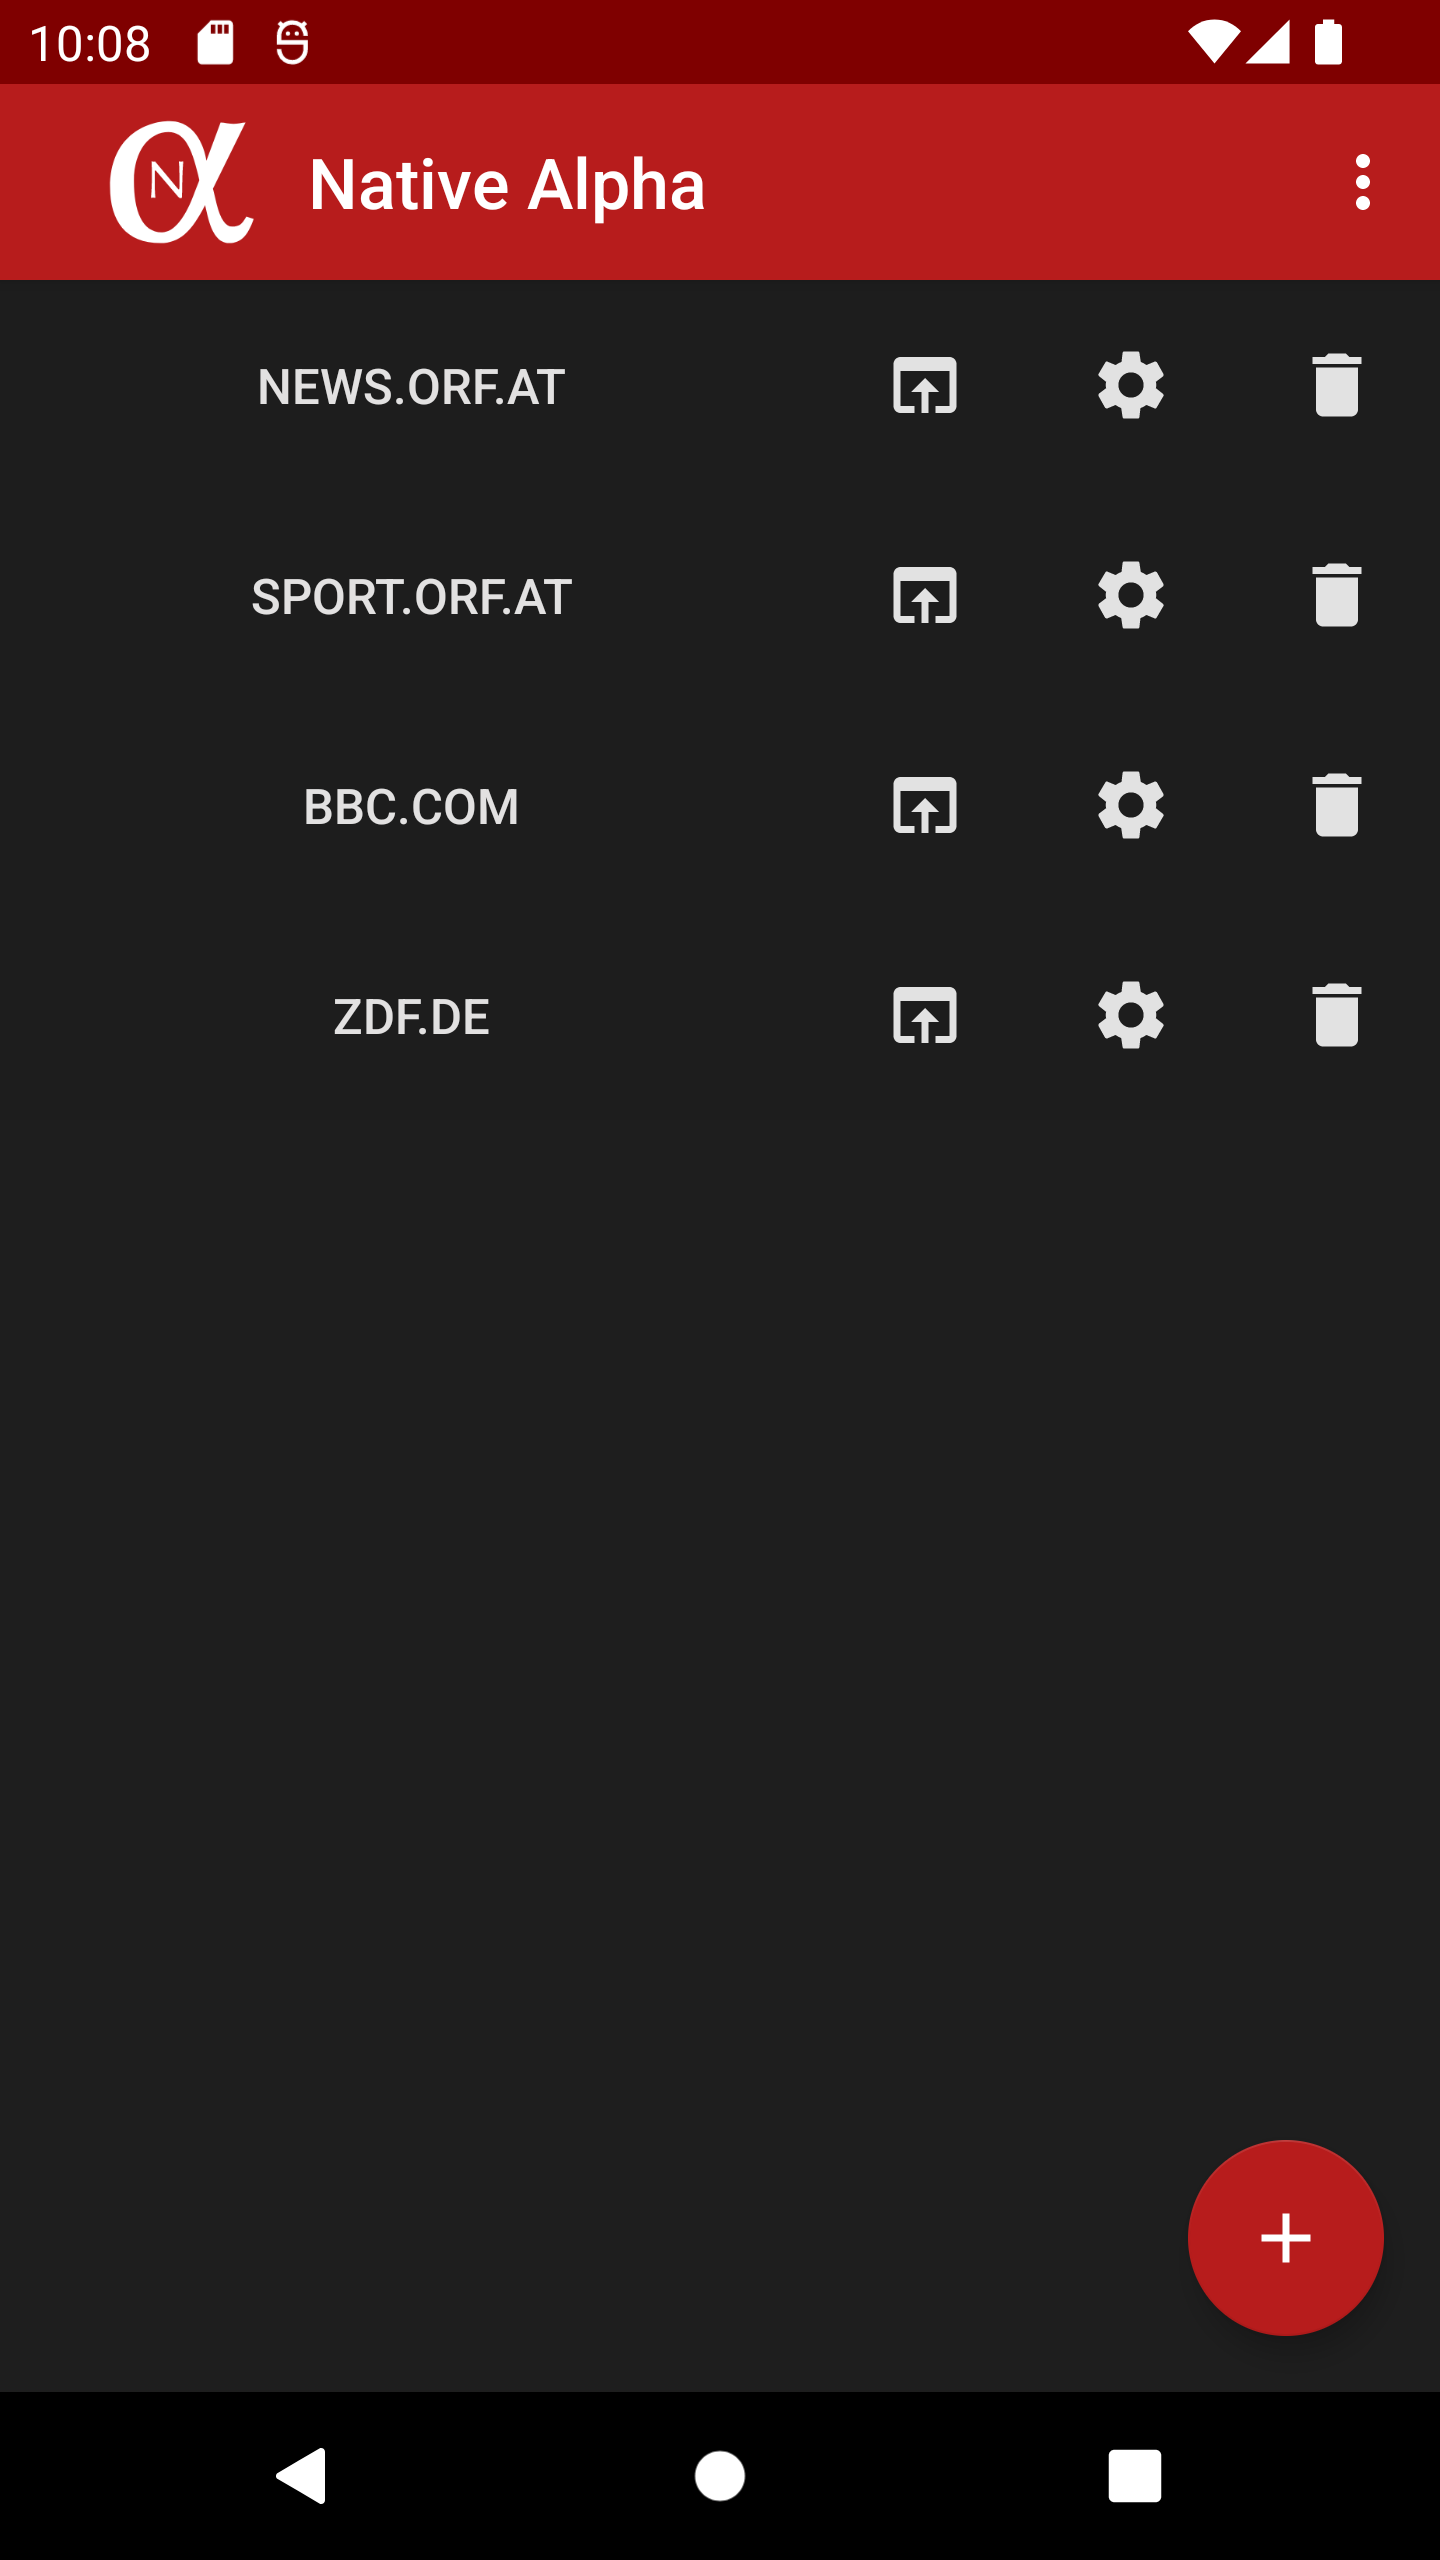 10:08
N α Native Alpha
NEWS.ORF.AT
SPORT.ORF.AT
BBC.COM
ZDF.DE